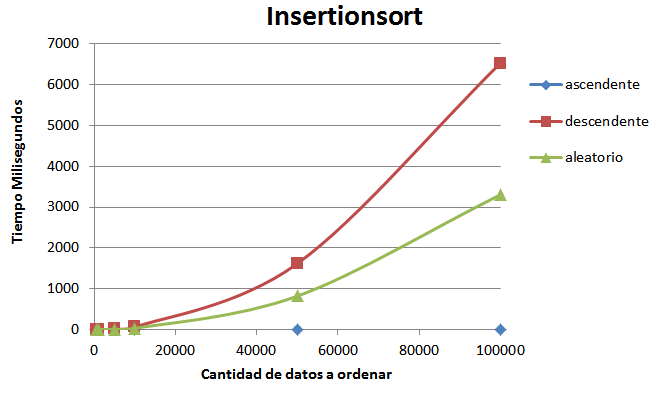 Insertionsort
7000
6000
5000
4000
3000
2000
1000
0
Tiempo Milisegundos
0 20000 40000 60000 80000 100000
Cantidad de datos a ordenar
ascendente
descendente
aleatorio